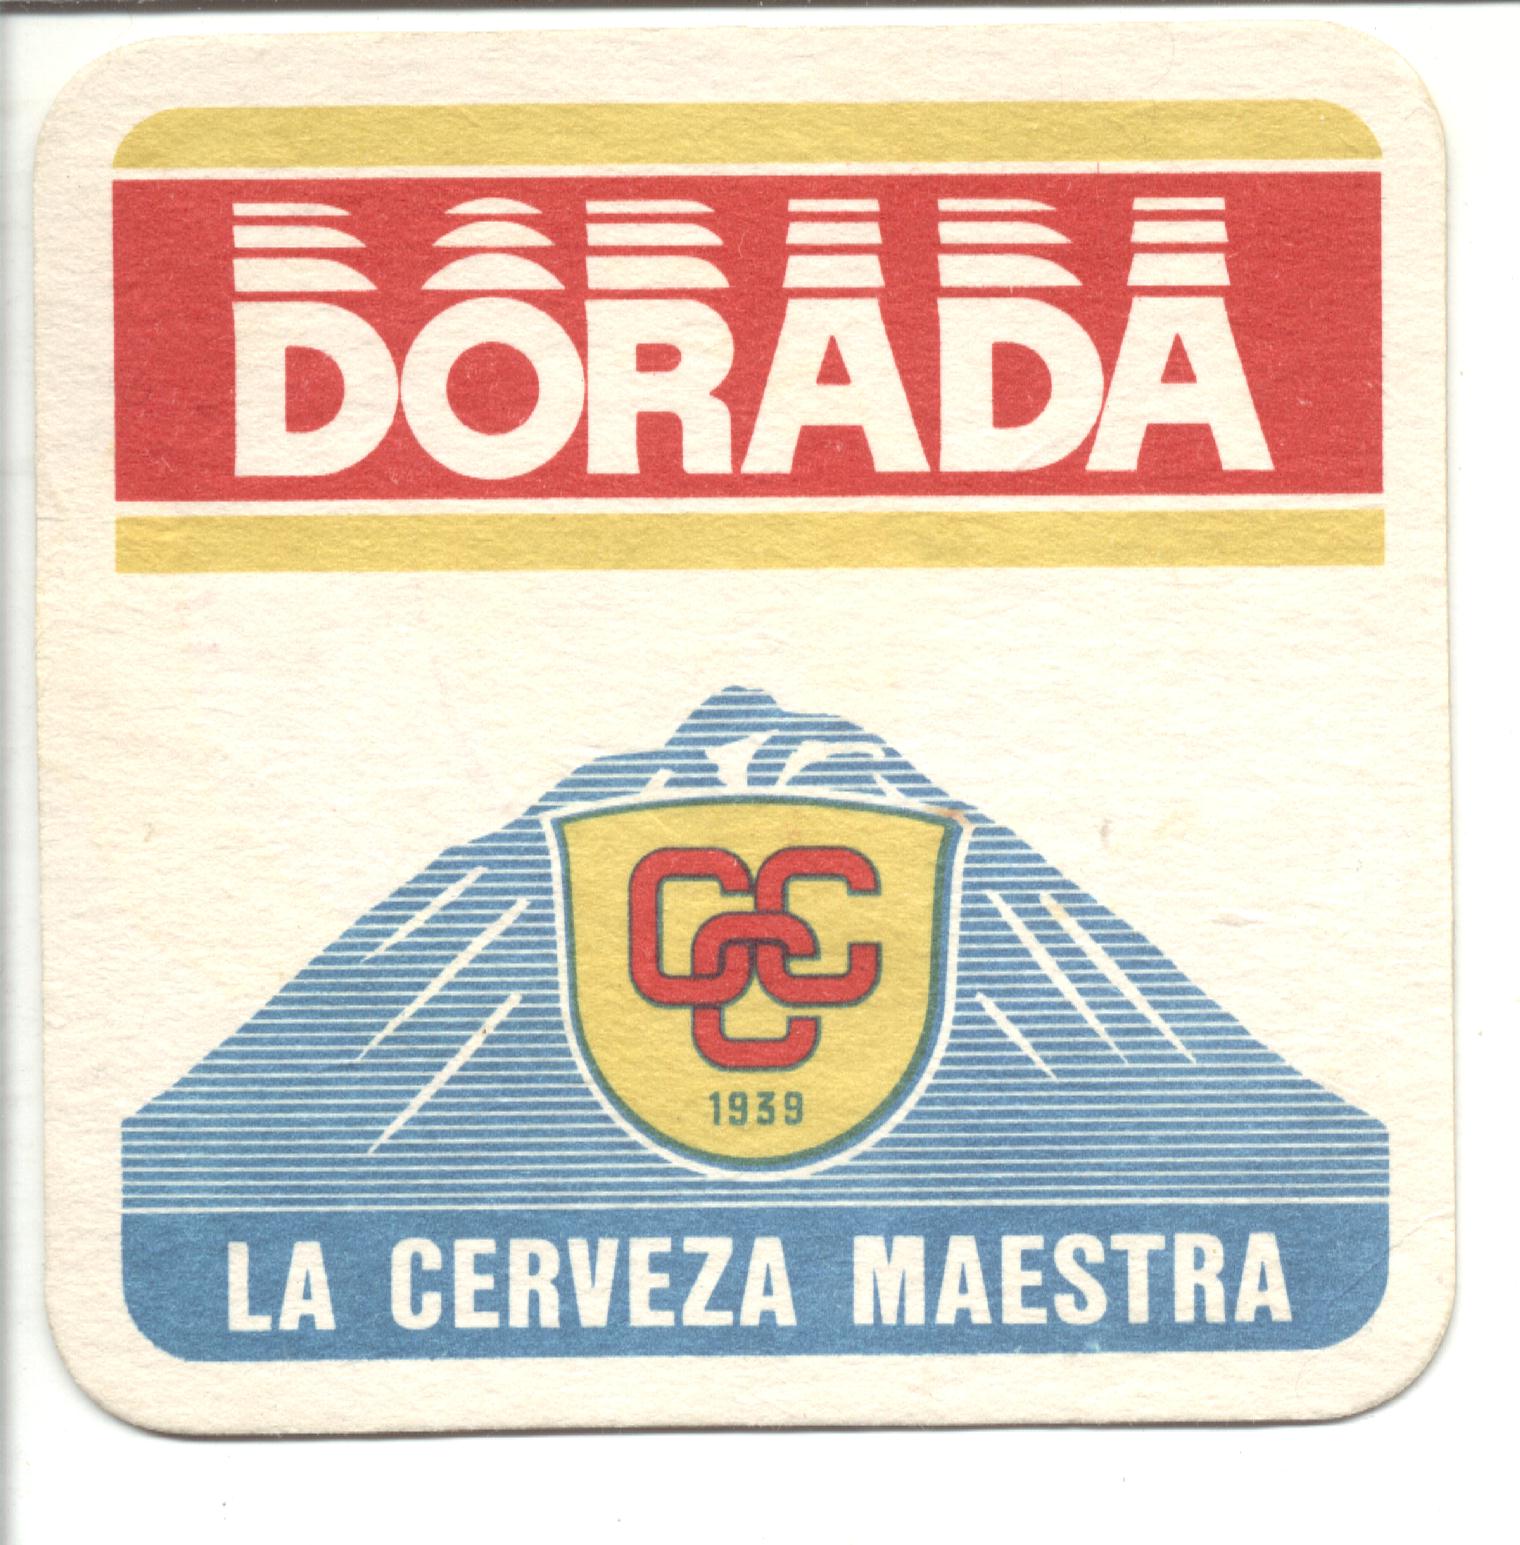 DORADA
CCC
1939
LA CERVEZA MAESTRA